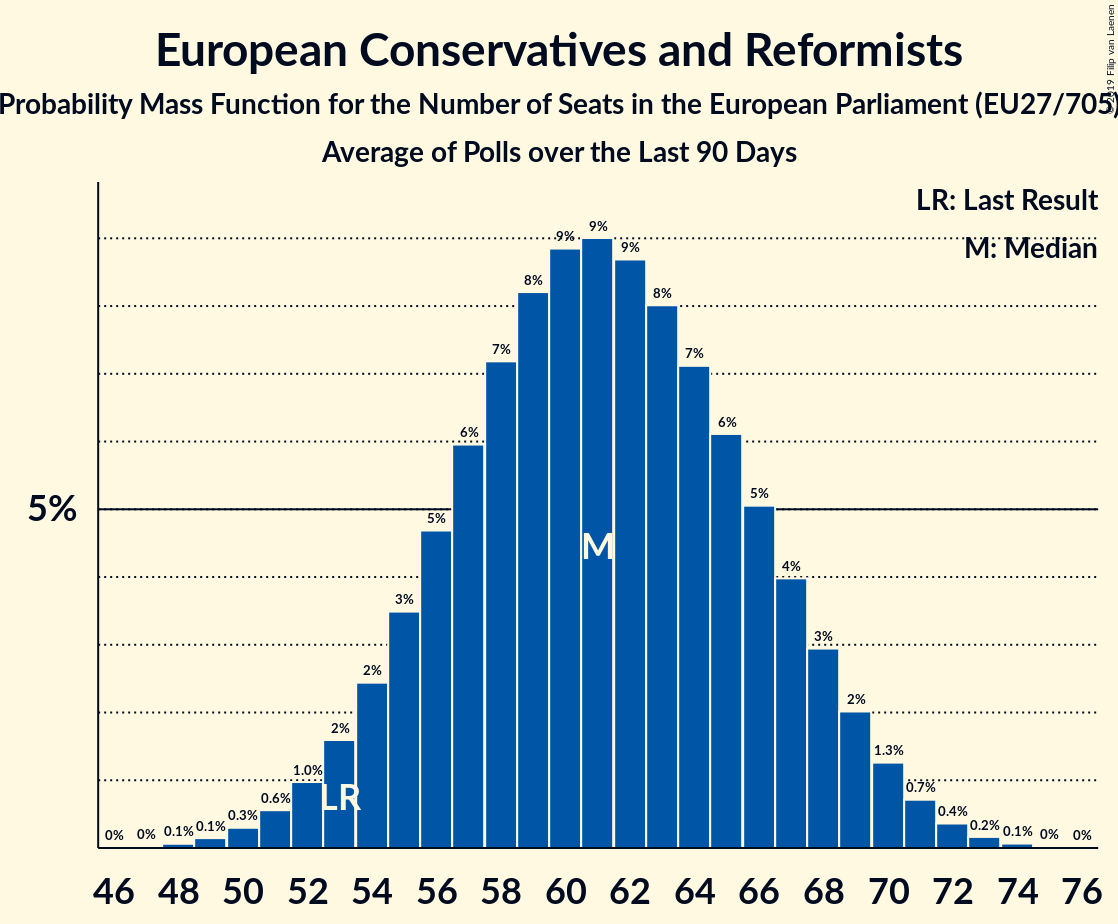 European Conservatives and Reformists
Probability Mass Function for the Number of Seats in the European Parliament (EU27/705)
Average of Polls over the Last 90 Days
© 2019 Filip van Laenen
LR: Last Result
M: Median
5%
0% 0% 0.1% 0.1% 0.3% 0.6% 1.0% 2% 2% 3% 5% 6% 7% 8% 9% 9% 9% 8% 7% 6% 5% 4% 3% 2% 1.3% 0.7% 0.4% 0.2% 0.1% 0% 0%
M
LR
46 48 50 52 54 56 58 60 62 64 66 68 70 72 74 76